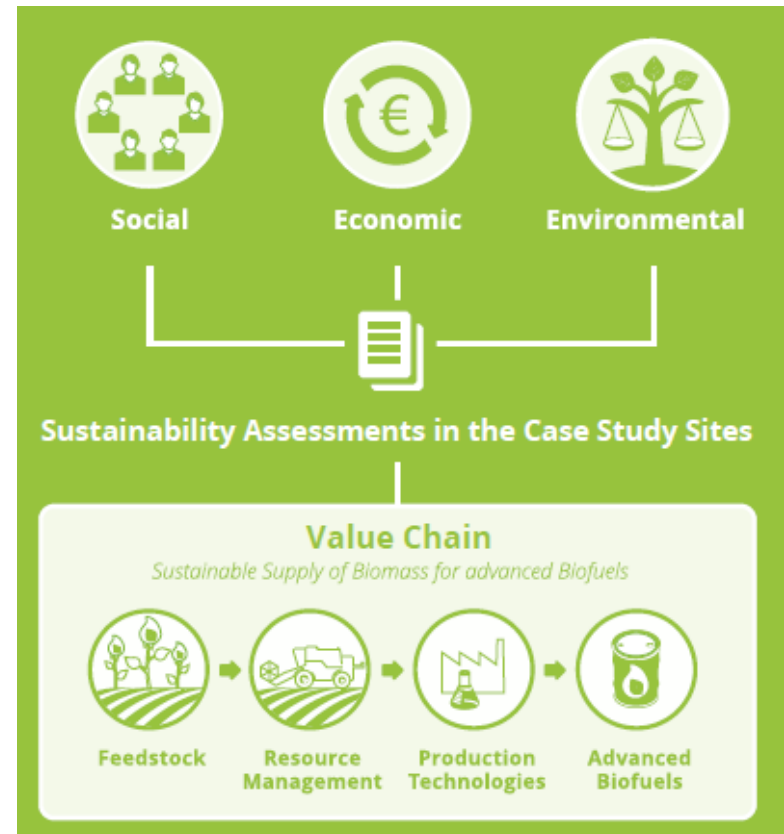 Social
Economic
Environmental
€
Sustainability Assessments in the Case Study Sites
Value Chain
Sustainable Supply of Biomass for advanced Biofuels
Feedstock
Resource
Management
Production
Technologies
Advanced
Biofuels